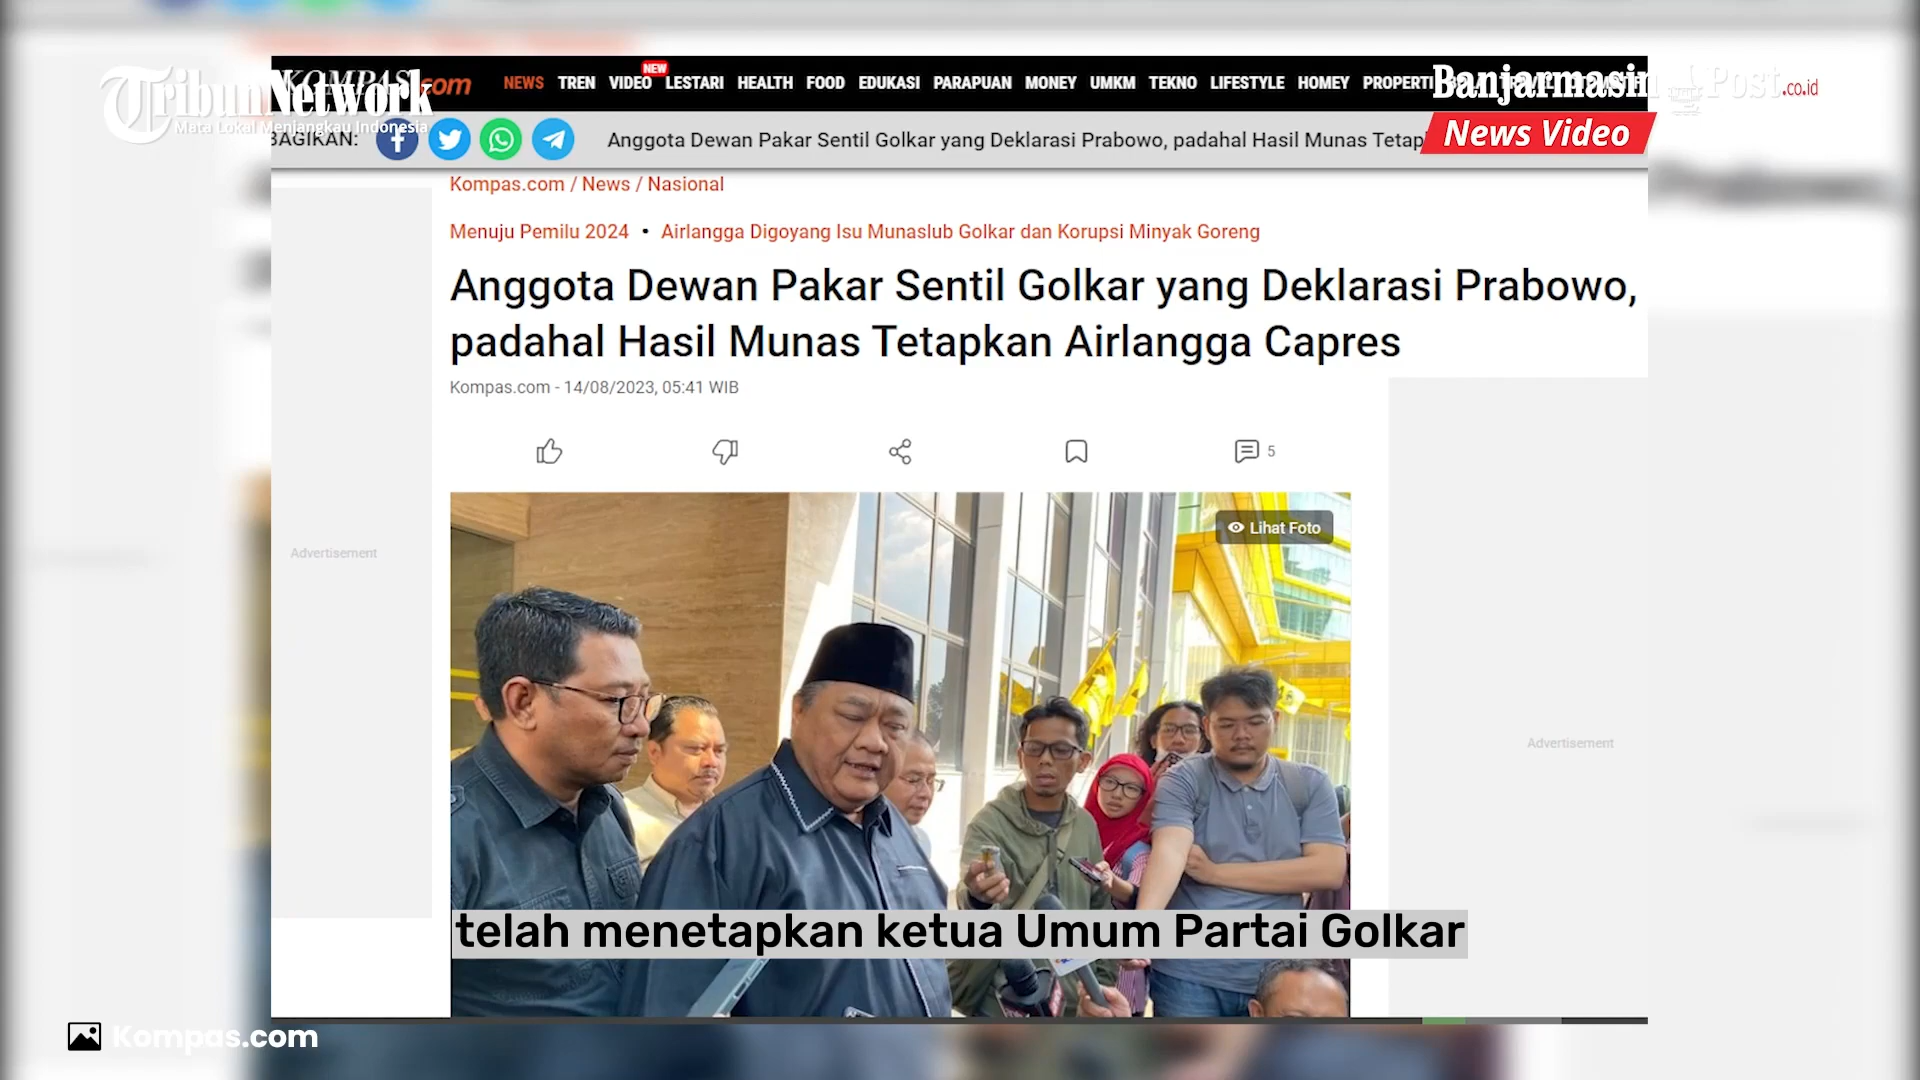 TribunNetwork
Mata Lokal Menjangkau Indonesia
KOMPAS.com
NEWS TREN VIDEO NEW LESTARI HEALTH FOOD EDUKASI PARAPUAN MONEY UMKM TEKNO LIFESTYLE HOMEY PROPERTI
Banjarmasin Post.co.id
News Video
BAGIKAN:
Anggota Dewan Pakar Sentil Golkar yang Deklarasi Prabowo, padahal Hasil Munas Tetap
Kompas.com / News / Nasional
Menuju Pemilu 2024 • Airlangga Digoyang Isu Munaslub Golkar dan Korupsi Minyak Goreng
Anggota Dewan Pakar Sentil Golkar yang Deklarasi Prabowo,
padahal Hasil Munas Tetapkan Airlangga Capres
Kompas.com - 14/08/2023, 05:41 WIB
5
Lihat Foto
Advertisement
Advertisement
telah menetapkan ketua Umum Partai Golkar
Kompas.com